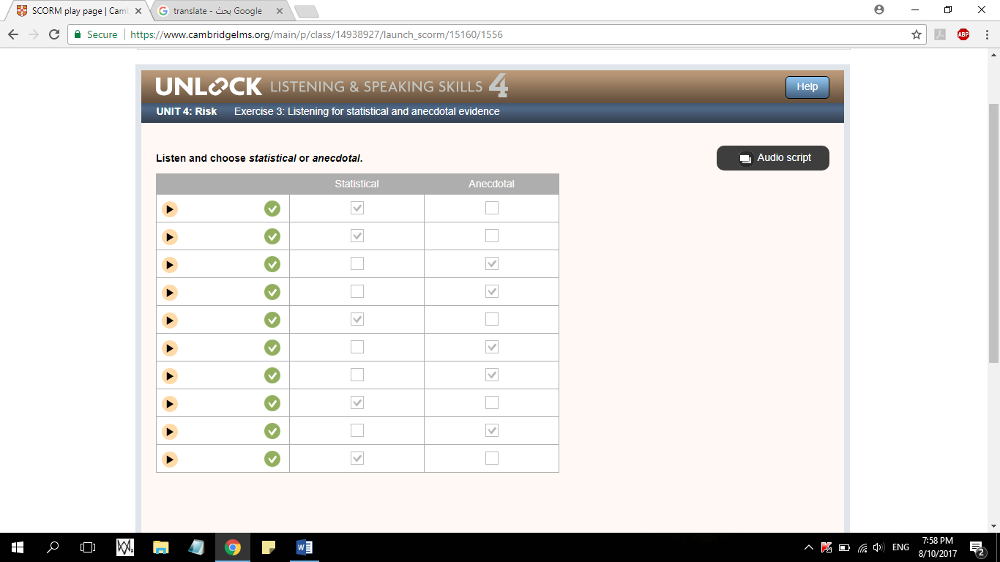 SCORM play page | Cam
translate - بحث Google
Secure
https://www.cambridgelms.org/main/p/class/14938927/launch_scorm/15160/1556
ABP
UNLOCK LISTENING & SPEAKING SKILLS 4
Help
UNIT 4: Risk Exercise 3: Listening for statistical and anecdotal evidence
Listen and choose statistical or anecdotal.
Audio script
Statistical Anecdotal
ENG
7:58 PM
8/10/2017
2